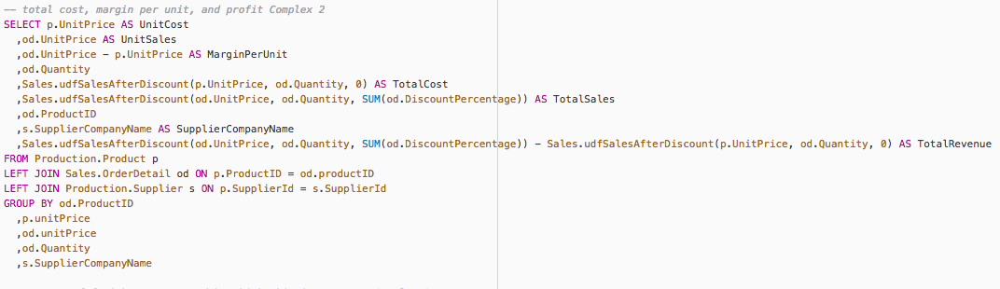 -- total cost, margin per unit, and profit Complex 2
SELECT p.UnitPrice AS UnitCost
,od.UnitPrice AS UnitSales
,od.UnitPrice - p.UnitPrice AS MarginPerUnit
,od.Quantity
,Sales.udfSalesAfterDiscount(p.UnitPrice, od.Quantity, 0) AS TotalCost
,Sales.udfSalesAfterDiscount(od.UnitPrice, od.Quantity, SUM(od.DiscountPercentage)) AS TotalSales
,od.ProductID
,s.SupplierCompanyName AS SupplierCompanyName
,Sales.udfSalesAfterDiscount(od.UnitPrice, od.Quantity, SUM(od.DiscountPercentage)) - Sales.udfSalesAfterDiscount(p.UnitPrice, od.Quantity, 0) AS TotalRevenue
FROM Production.Product p
LEFT JOIN Sales.OrderDetail od ON p.ProductID = od.productID
LEFT JOIN Production.Supplier s ON p.SupplierId = s.SupplierId
GROUP BY od.ProductID
,p.unitPrice
,od.unitPrice
,od.Quantity
,s.SupplierCompanyName